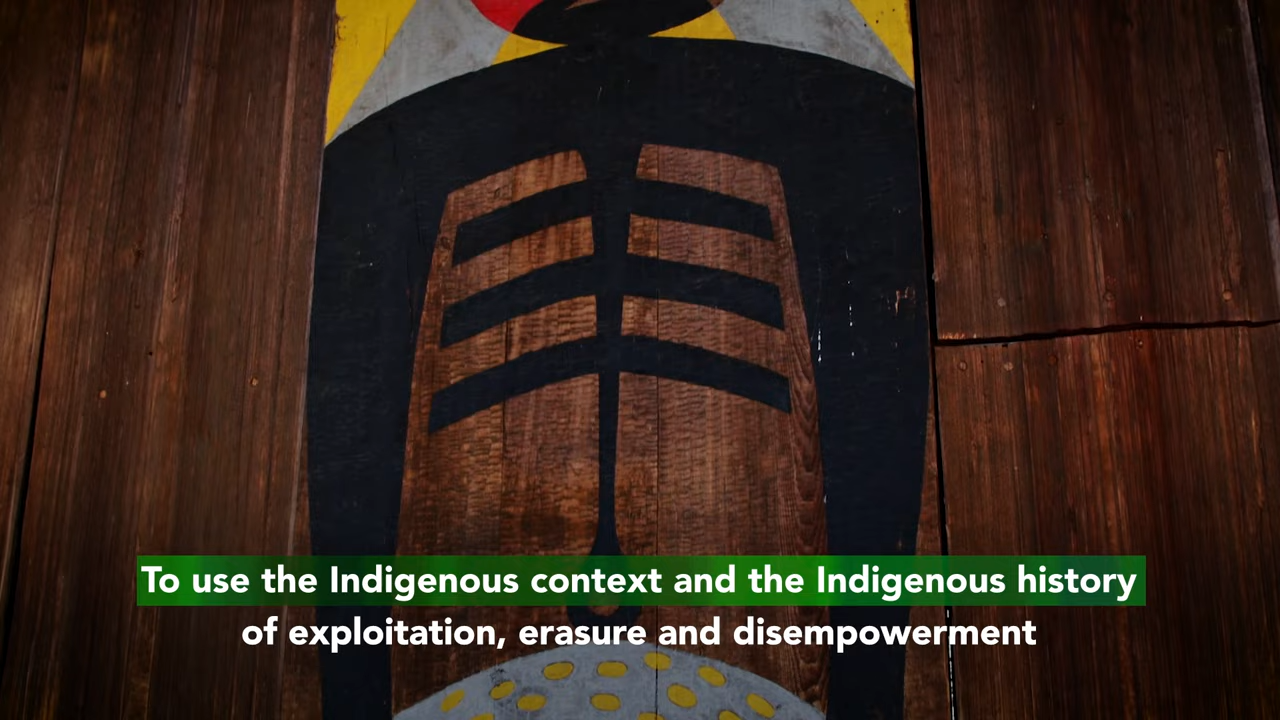 To use the Indigenous context and the Indigenous history
of exploitation, erasure and disempowerment